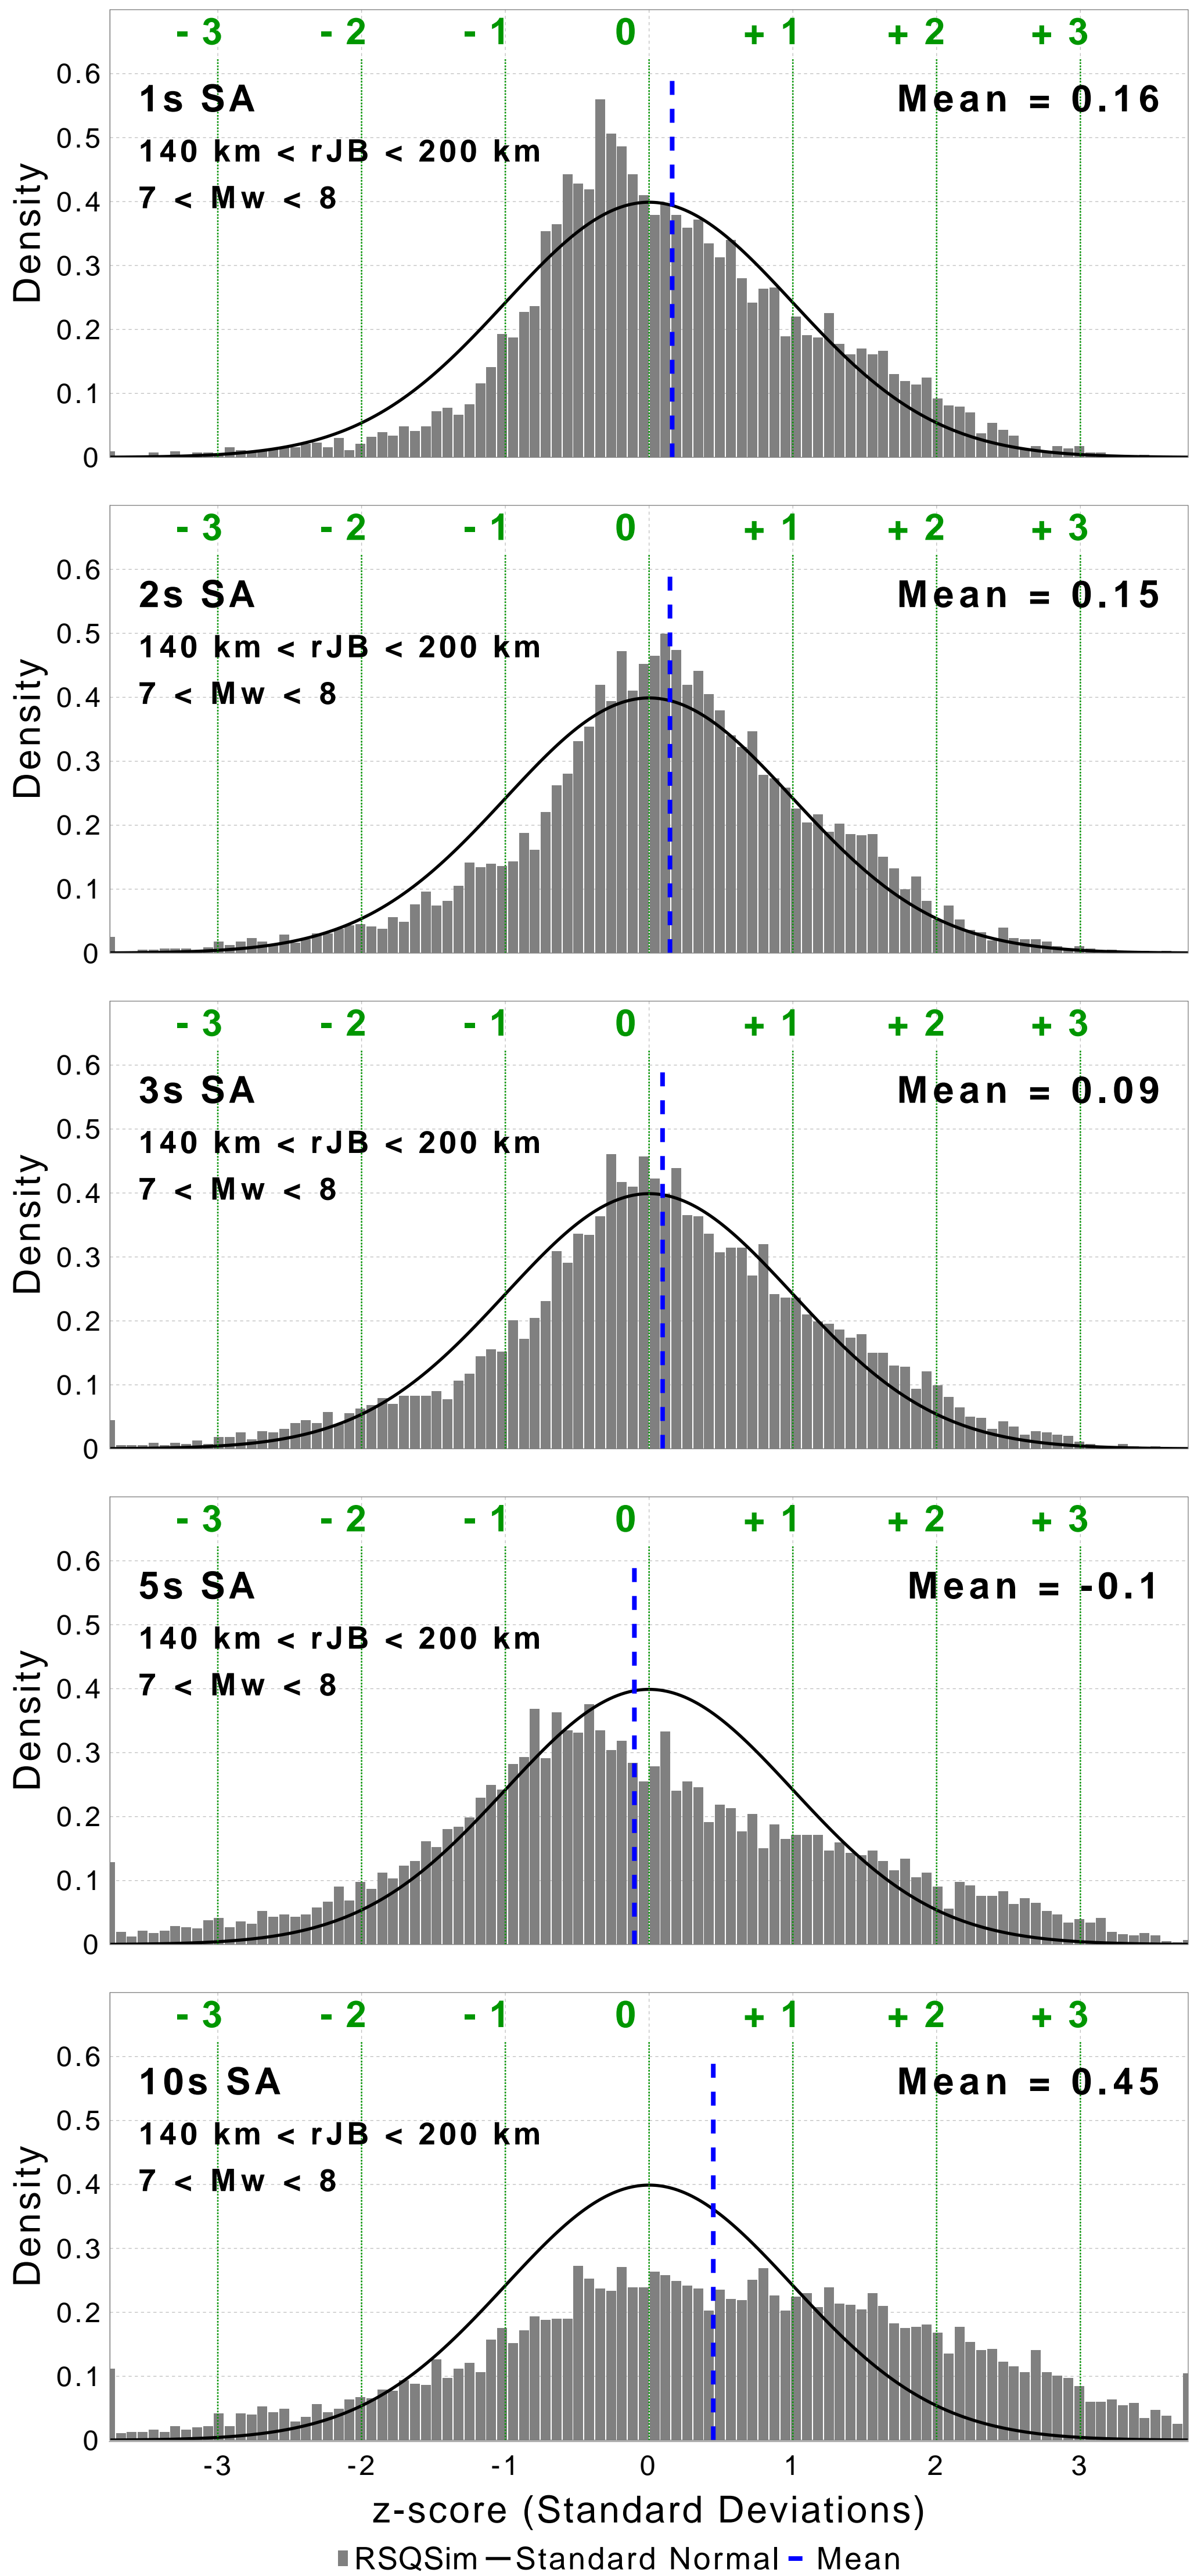 - 3 - 2 - 1 0 + 1 + 2 + 3
0.6
1s SA Mean = 0.16
0.5
140 km < rJB < 200 km
7 < Mw < 8
0.4
Density
0.3
0.2
0.1
0
- 3 - 2 - 1 0 + 1 + 2 + 3
0.6
2s SA Mean = 0.15
0.5
140 km < rJB < 200 km
7 < Mw < 8
0.4
Density
0.3
0.2
0.1
0
- 3 - 2 - 1 0 + 1 + 2 + 3
0.6
3s SA Mean = 0.09
0.5
140 km < rJB < 200 km
7 < Mw < 8
0.4
Density
0.3
0.2
0.1
0
- 3 - 2 - 1 0 + 1 + 2 + 3
0.6
5s SA Mean = -0.1
0.5
140 km < rJB < 200 km
7 < Mw < 8
0.4
Density
0.3
0.2
0.1
0
- 3 - 2 - 1 0 + 1 + 2 + 3
0.6
10s SA Mean = 0.45
0.5
140 km < rJB < 200 km
7 < Mw < 8
0.4
Density
0.3
0.2
0.1
0
-3 -2 -1 0 1 2 3
z-score (Standard Deviations)
RSQSim Standard Normal Mean